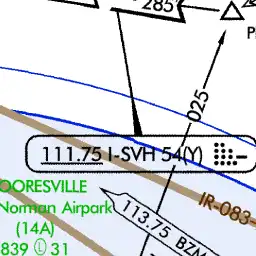 285
025
111.75 I-SVH 54(Y)
OORESVILLE
Norman Airpark
(14A)
839 Ⓛ 31
IR-083
113.75 BZM